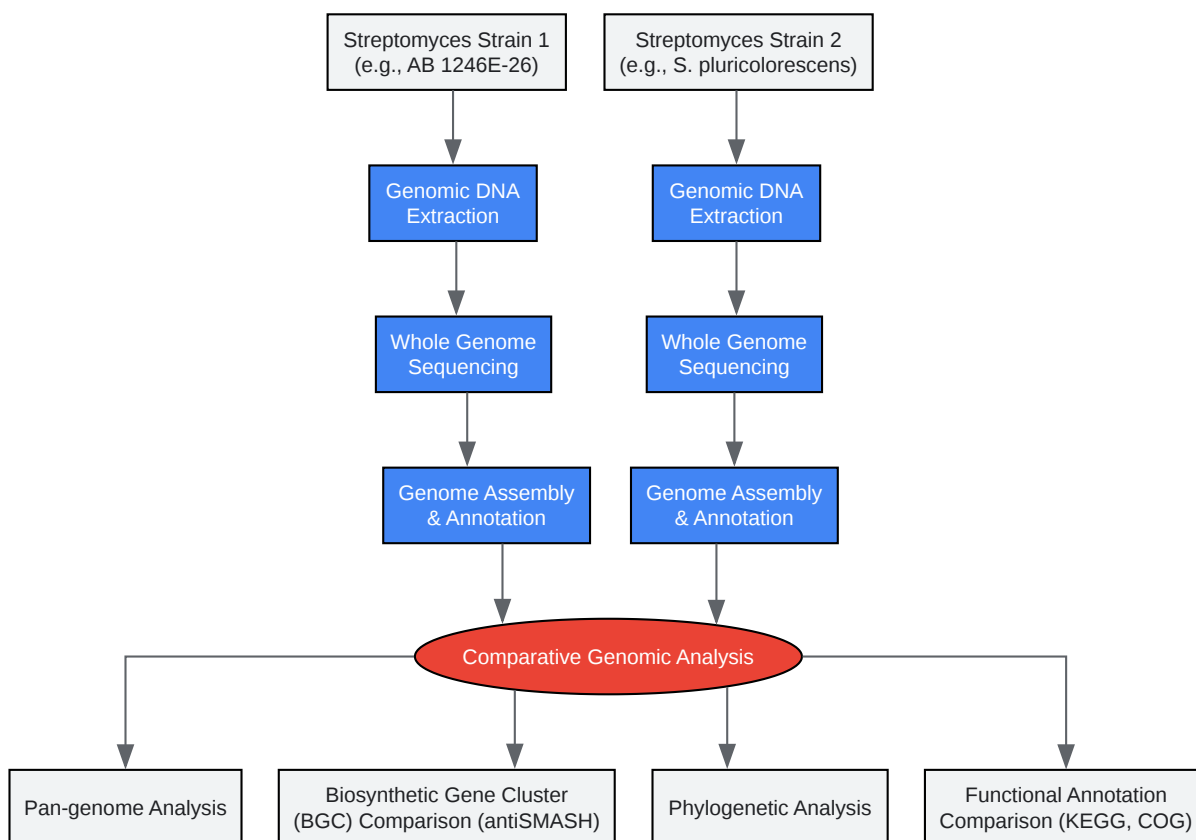 Streptomyces Strain 1
(e.g., AB 1246E-26)
Streptomyces Strain 2
(e.g., S. pluricolorescens)
Genomic DNA
Extraction
Genomic DNA
Extraction
Whole Genome
Sequencing
Whole Genome
Sequencing
Genome Assembly
& Annotation
Genome Assembly
& Annotation
Comparative Genomic Analysis
Pan-genome Analysis
Biosynthetic Gene Cluster
(BGC) Comparison (antiSMASH)
Phylogenetic Analysis
Functional Annotation
Comparison (KEGG, COG)